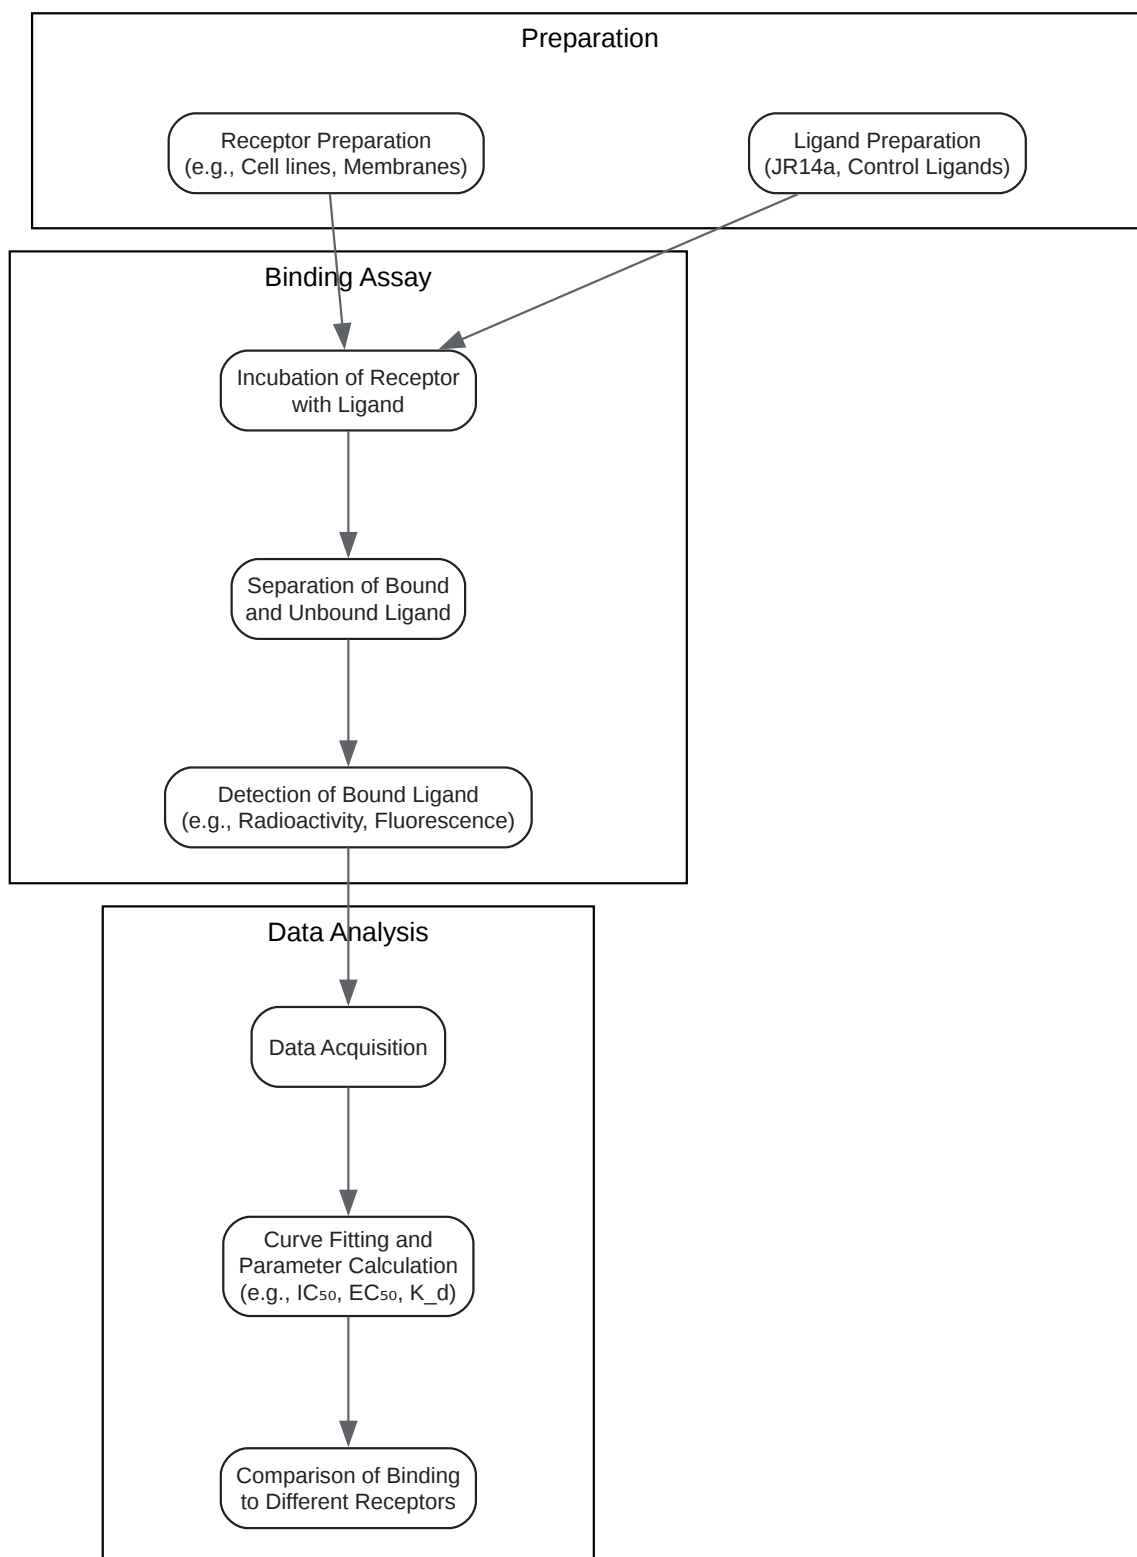 Preparation
Receptor Preparation
(e.g., Cell lines, Membranes)
Ligand Preparation
(JR14a, Control Ligands)
Binding Assay
Incubation of Receptor
with Ligand
Separation of Bound
and Unbound Ligand
Detection of Bound Ligand
(e.g., Radioactivity, Fluorescence)
Data Analysis
Data Acquisition
Curve Fitting and
Parameter Calculation
(e.g., IC₅₀, EC₅₀, K_d)
Comparison of Binding
to Different Receptors